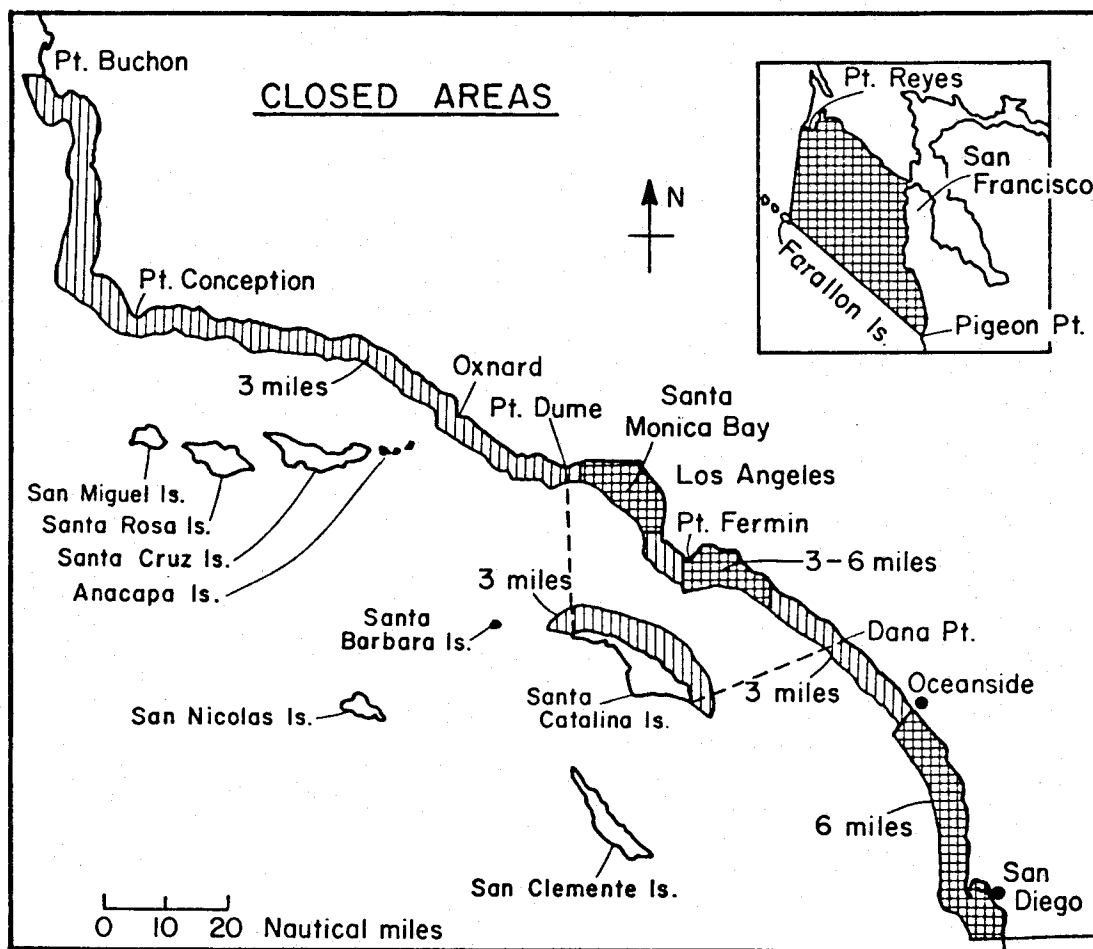 Pt. Buchon
CLOSED AREAS
Pt. Reyes
San
Francisco
Farallon Is.
Pigeon Pt.
N
Pt. Conception
3 miles
Oxnard
Pt. Dume
Santa
Monica Bay
Los Angeles
Pt. Fermin
3-6 miles
San Miguel Is.
Santa Rosa Is.
Santa Cruz Is.
Anacapa Is.
3 miles
Santa
Barbara Is.
Dana Pt.
3 miles
Oceanside
San Nicolas Is.
Santa
Catalina Is.
6 miles
San Clemente Is.
San
Diego
0 10 20 Nautical miles